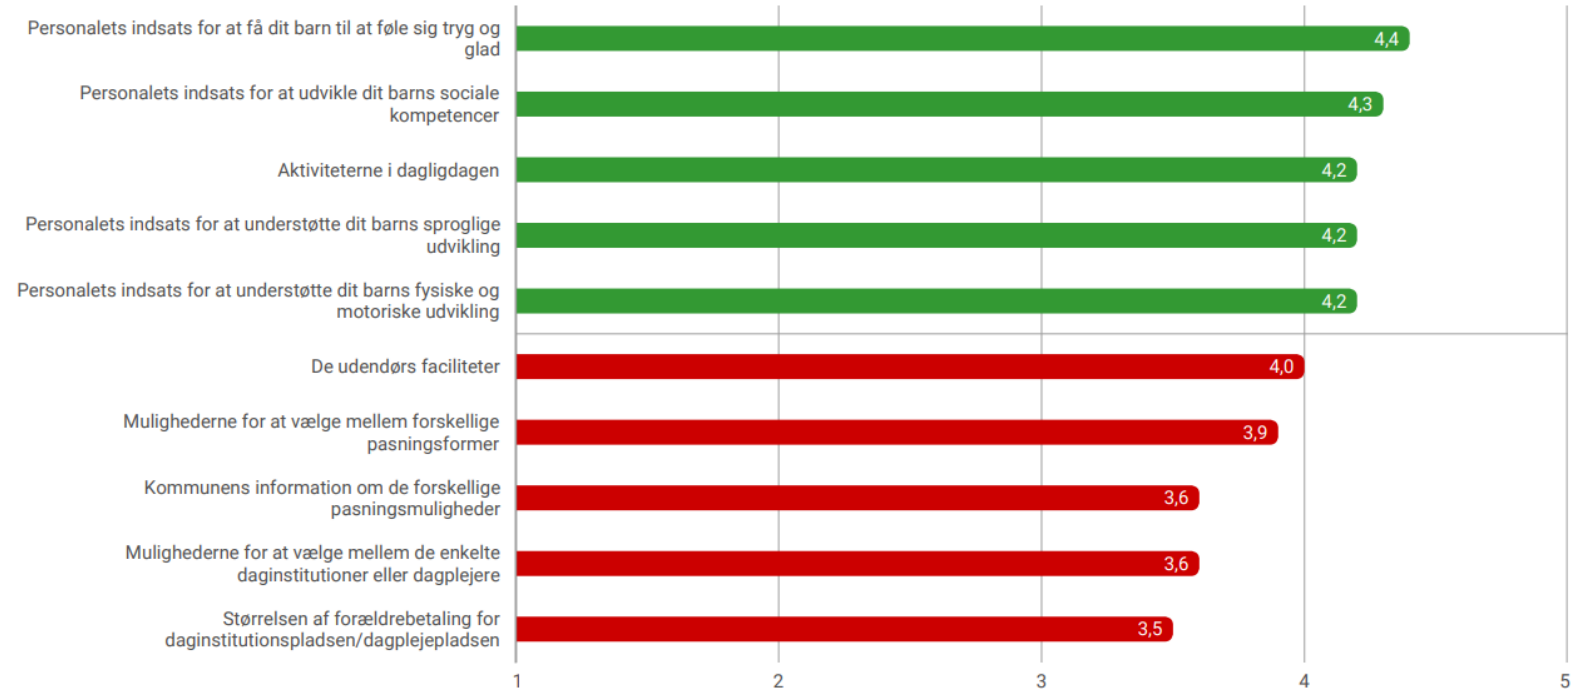 Personalets indsats for at få dit barn til at føle sig tryg og
glad
4,4
Personalets indsats for at udvikle dit barns sociale
kompetencer
4,3
Aktiviteterne i dagligdagen
4,2
Personalets indsats for at understøtte dit barns sproglige
udvikling
4,2
Personalets indsats for at understøtte dit barns fysiske og
motoriske udvikling
4,2
De udendørs faciliteter
4,0
Mulighederne for at vælge mellem forskellige
pasningsformer
3,9
Kommunens information om de forskellige
pasningsmuligheder
3,6
Mulighederne for at vælge mellem de enkelte
daginstitutioner eller dagplejere
3,6
Størrelsen af forældrebetaling for
daginstitutionspladsen/dagplejepladsen
3,5
1 2 3 4 5